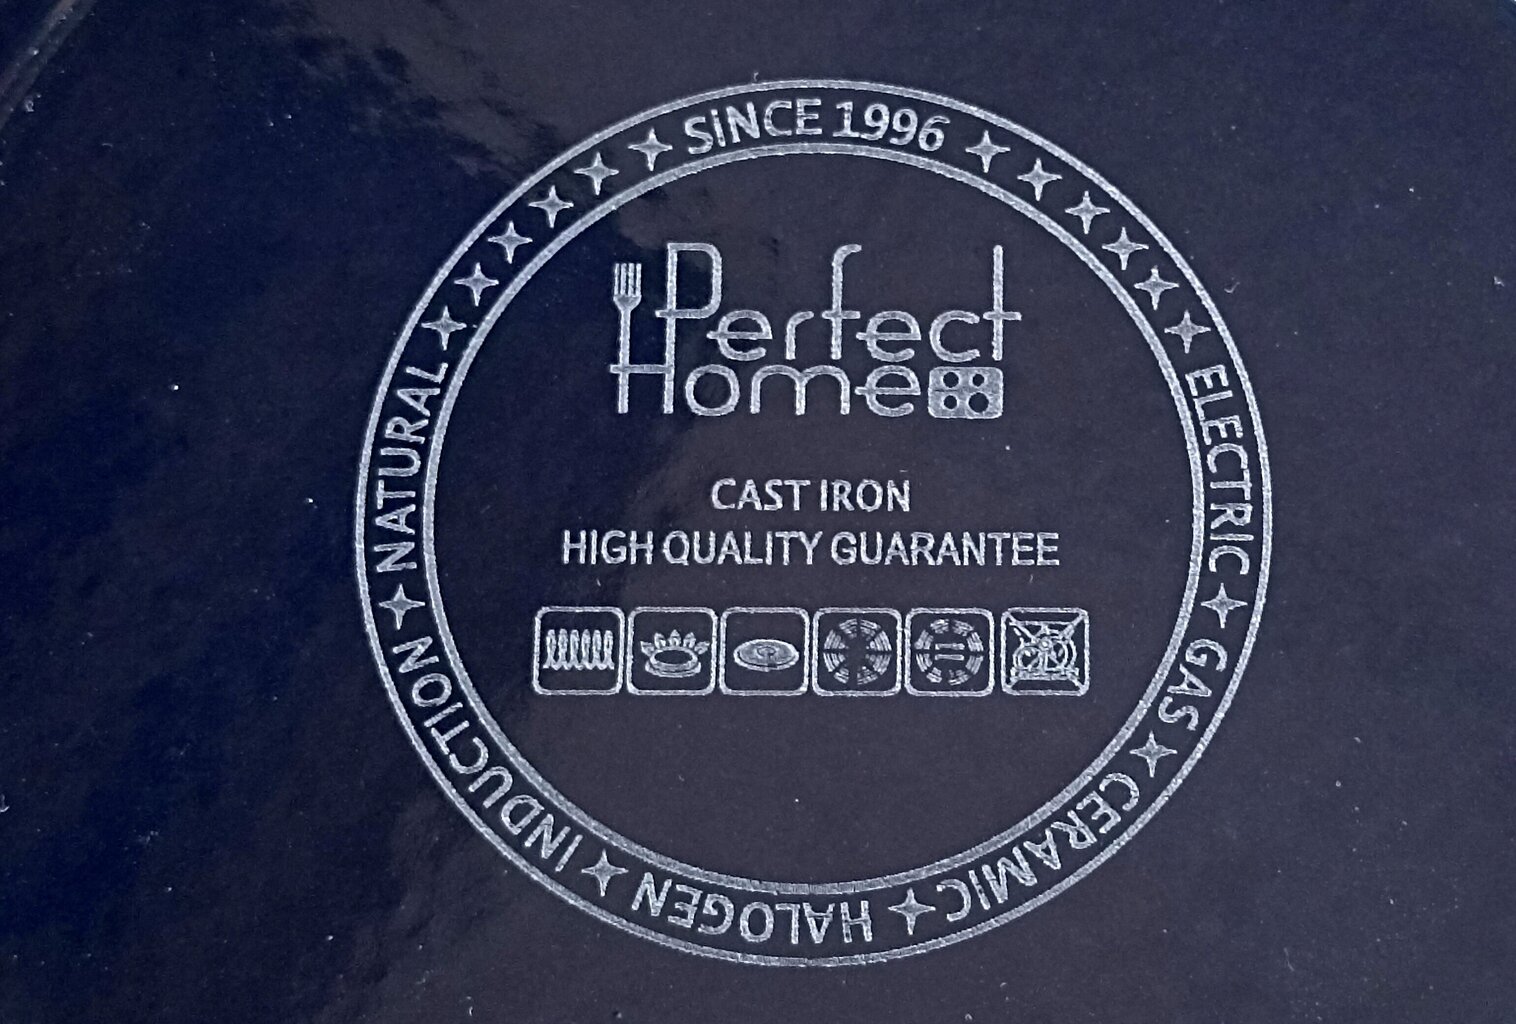 SiNCE 1996
ELECTRIC
GAS
CERAMIC
HALOGEN
INDUCTION
NATURAL
Perfect
Home
CAST IRON
HIGH QUALITY GUARANTEE